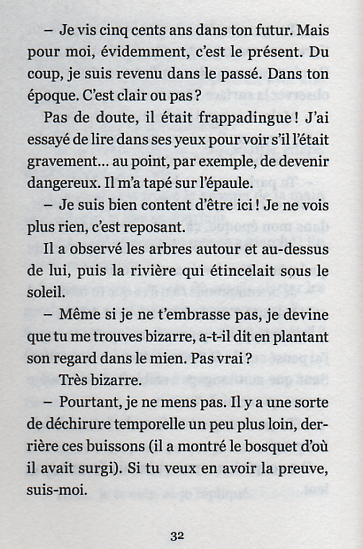 – Je vis cinq cents ans dans ton futur. Mais
pour moi, évidemment, c'est le présent. Du
coup, je suis revenu dans le passé. Dans ton
époque. C'est clair ou pas ?
Pas de doute, il était frappadingue ! J'ai
essayé de lire dans ses yeux pour voir s'il l'était
gravement... au point, par exemple, de devenir
dangereux. Il m'a tapé sur l'épaule.
– Je suis bien content d'être ici ! Je ne vois
plus rien, c'est reposant.
Il a observé les arbres autour et au-dessus
de lui, puis la rivière qui étincelait sous le
soleil.
– Même si je ne t'embrasse pas, je devine
que tu me trouves bizarre, a-t-il dit en plantant
son regard dans le mien. Pas vrai ?
Très bizarre.
– Pourtant, je ne mens pas. Il y a une sorte
de déchirure temporelle un peu plus loin, der-
rière ces buissons (il a montré le bosquet d'où
il avait surgi). Si tu veux en avoir la preuve,
suis-moi.
32